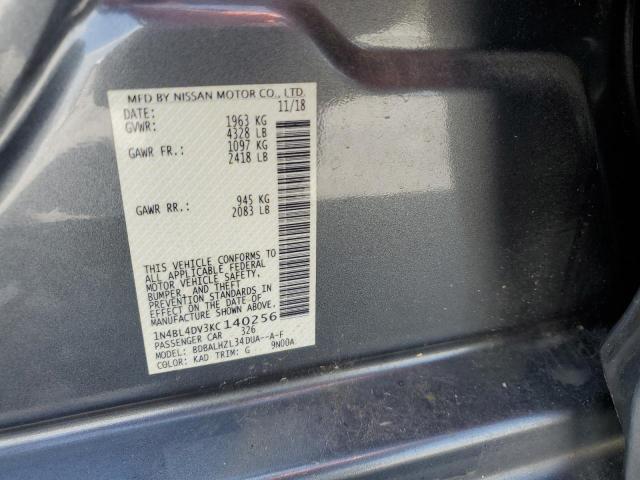 MFD BY NISSAN MOTOR CO., LTD.
DATE: 11/18
GVWR: 1963 KG
4328 LB
GAWR FR.: 1097 KG
2418 LB
GAWR RR.: 945 KG
2083 LB
THIS VEHICLE CONFORMS TO
ALL APPLICABLE FEDERAL
MOTOR VEHICLE SAFETY,
BUMPER, AND THEFT
PREVENTION STANDARDS IN
EFFECT ON THE DATE OF
MANUFACTURE SHOWN ABOVE.
1N4BL4DV3KC140256
PASSENGER CAR 326
MODEL: BDBALHZL34DUA--A-F
COLOR: KAD TRIM: G 9N00A